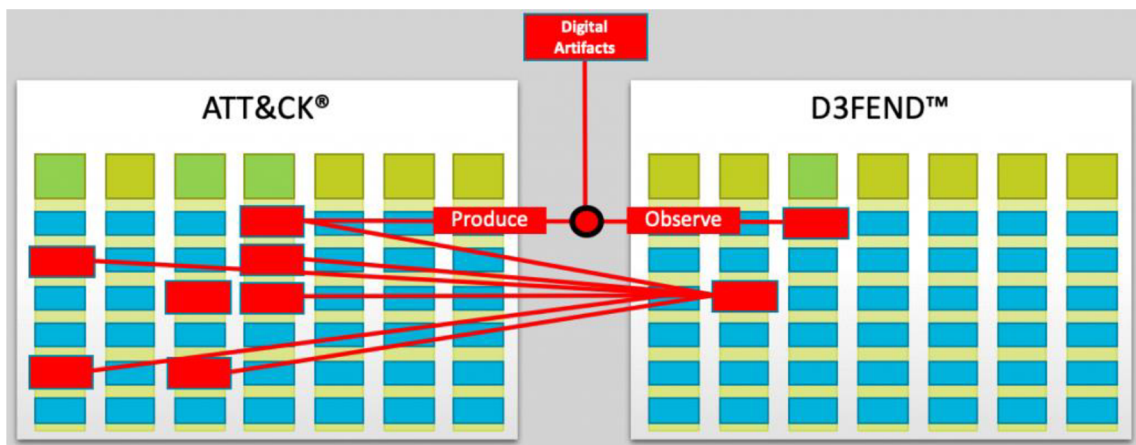 Digital
Artifacts
ATT&CK®
D3FEND™
Produce
Observe